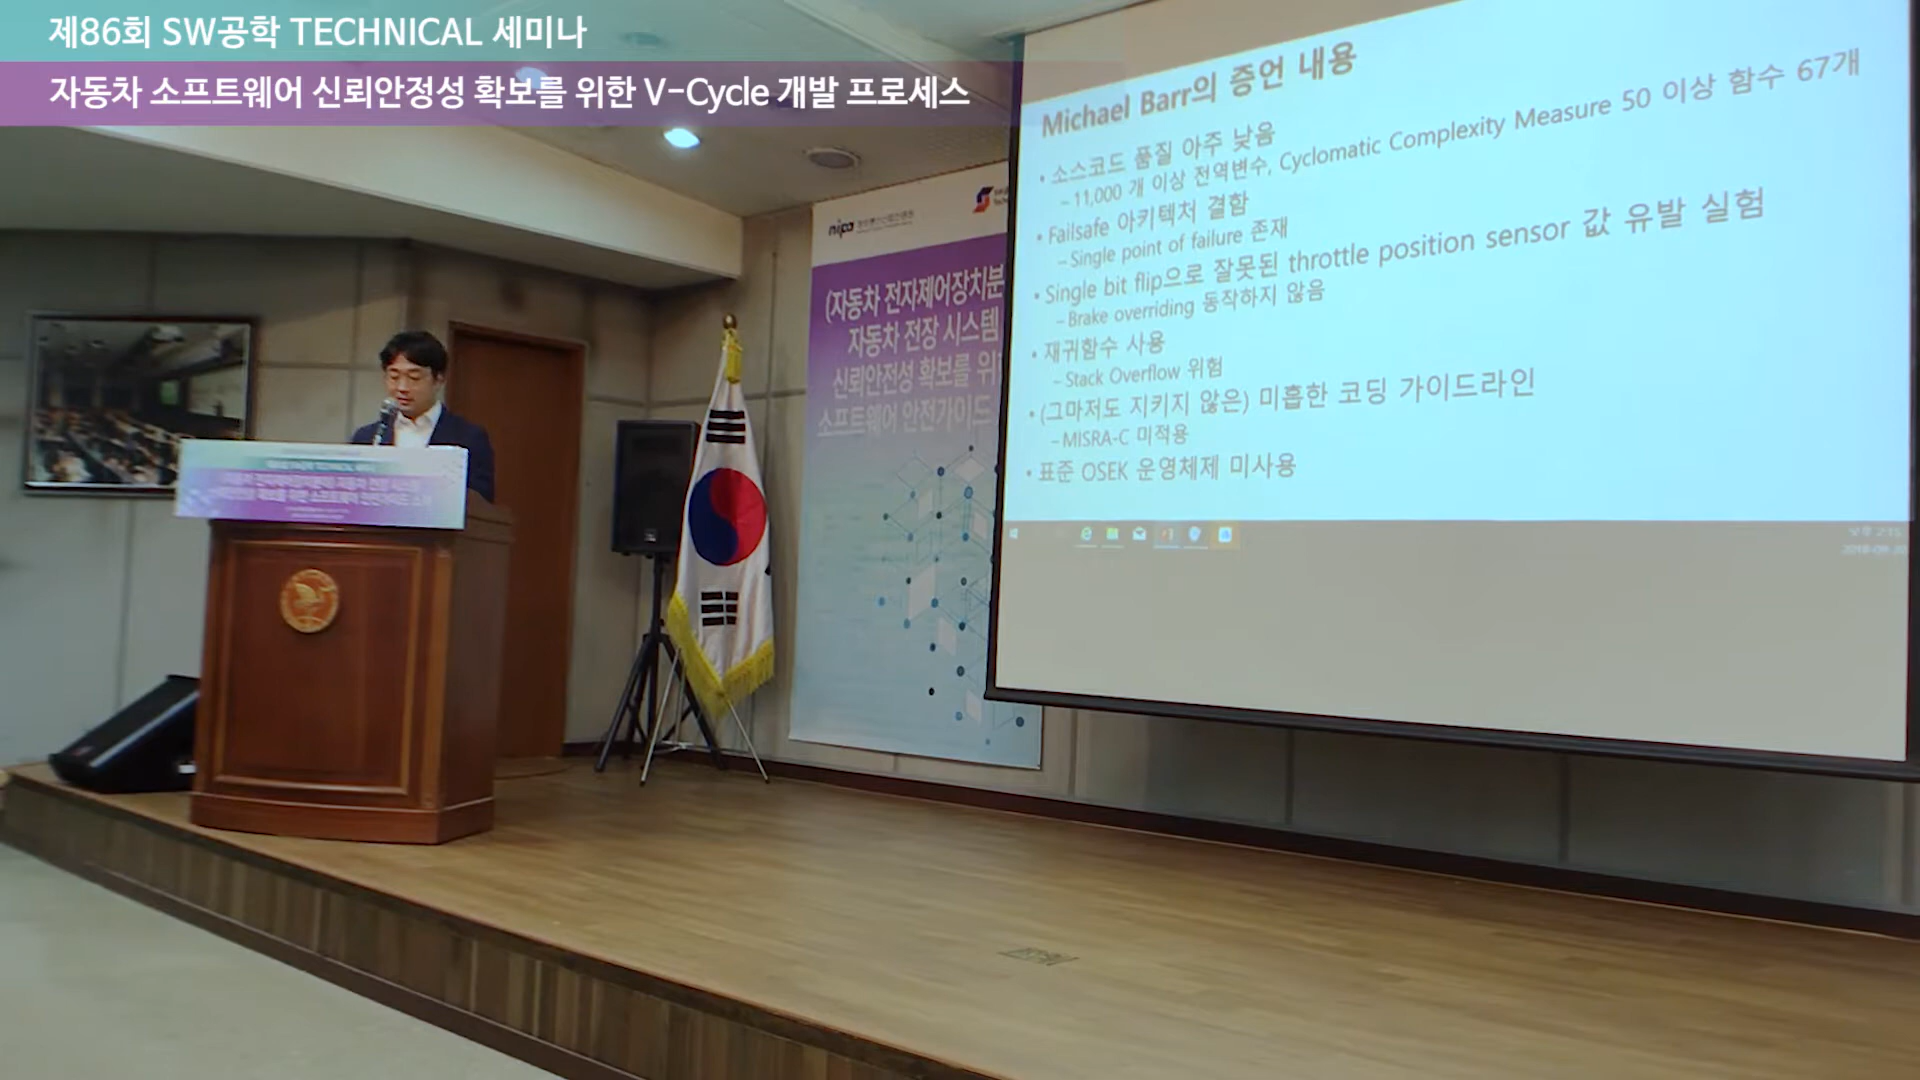 제86회 SW공학 TECHNICAL 세미나
자동차 소프트웨어 신뢰안정성 확보를 위한 V-Cycle 개발 프로세스
Michael Barr의 증언 내용
• 소스코드 품질 아주 낮음
– 11,000 개 이상 전역변수, Cyclomatic Complexity Measure 50 이상 함수 67개
• Failsafe 아키텍처 결함
– Single point of failure 존재
• Single bit flip으로 잘못된 throttle position sensor 값 유발 실험
– Brake overriding 동작하지 않음
• 재귀함수 사용
– Stack Overflow 위험
• (그마저도 지키지 않은) 미흡한 코딩 가이드라인
– MISRA-C 미적용
• 표준 OSEK 운영체제 미사용
nipa
(자동차 전자제어장치분
자동차 전장 시스템
신뢰안전성 확보를 위
소프트웨어 안전가이드